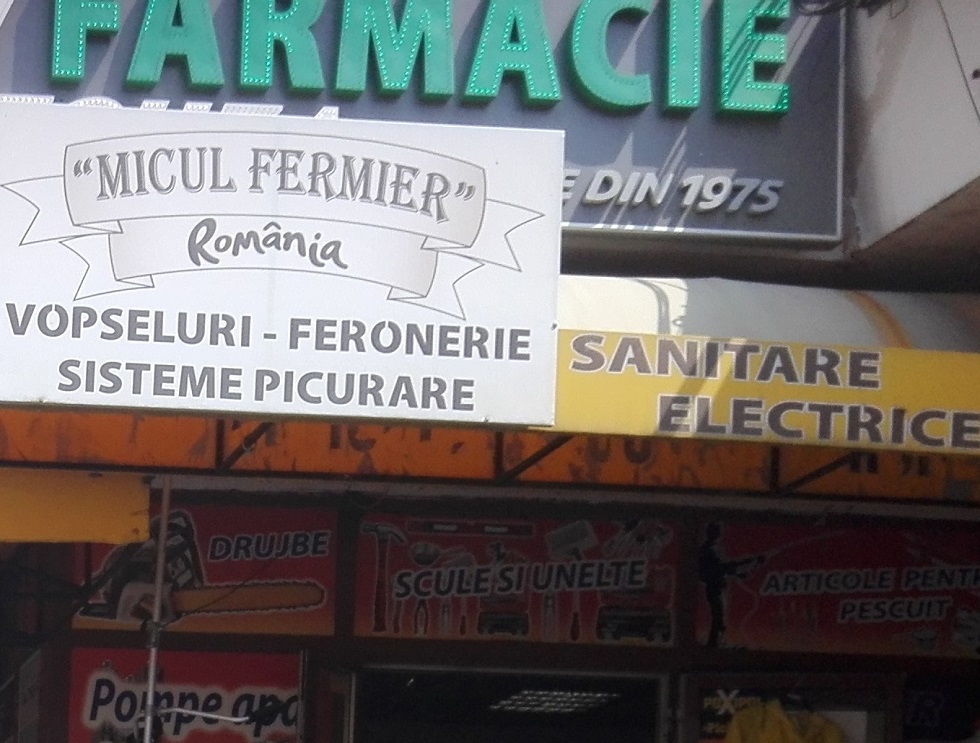 FARMACIE
E DIN 1975
"MICUL FERMIER"
România
VOPSELURI - FERONERIE
SISTEME PICURARE
SANITARE
ELECTRICE
DRUJBE
SCULE SI UNELTE
ARTICOLE PENT
PESCUIT
Pompe apa